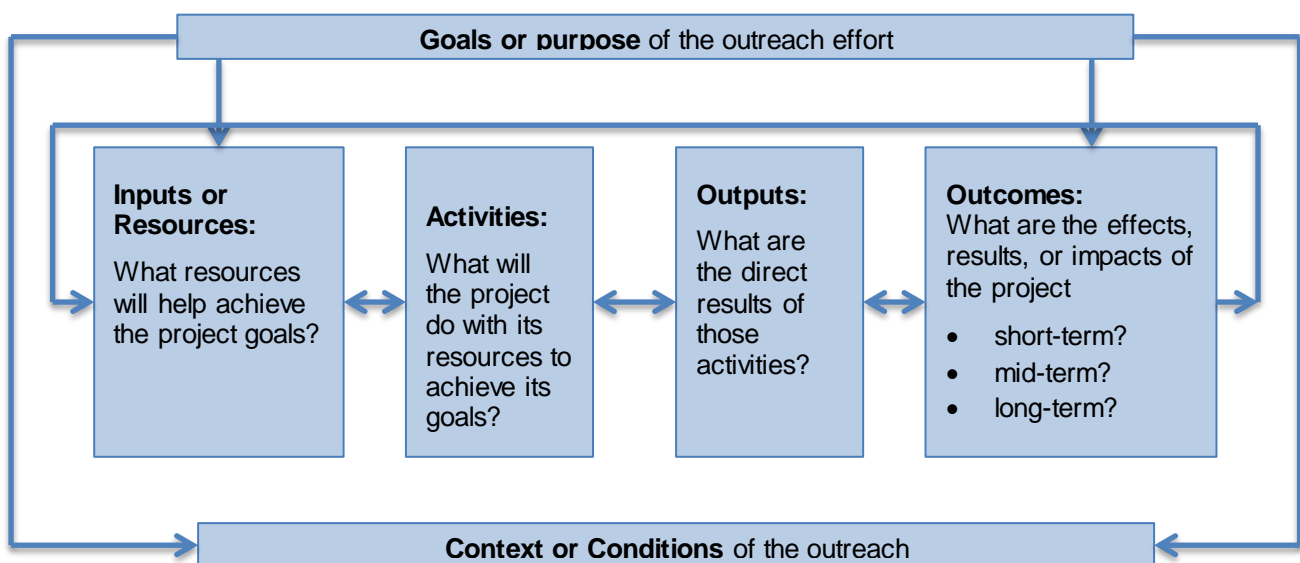 Goals or purpose of the outreach effort
Inputs or
Resources:
What resources
will help achieve
the project goals?
Activities:
What will
the project
do with its
resources to
achieve its
goals?
Outputs:
What are
the direct
results of
those
activities?
Outcomes:
What are the effects,
results, or impacts of
the project
• short-term?
• mid-term?
• long-term?
Context or Conditions of the outreach